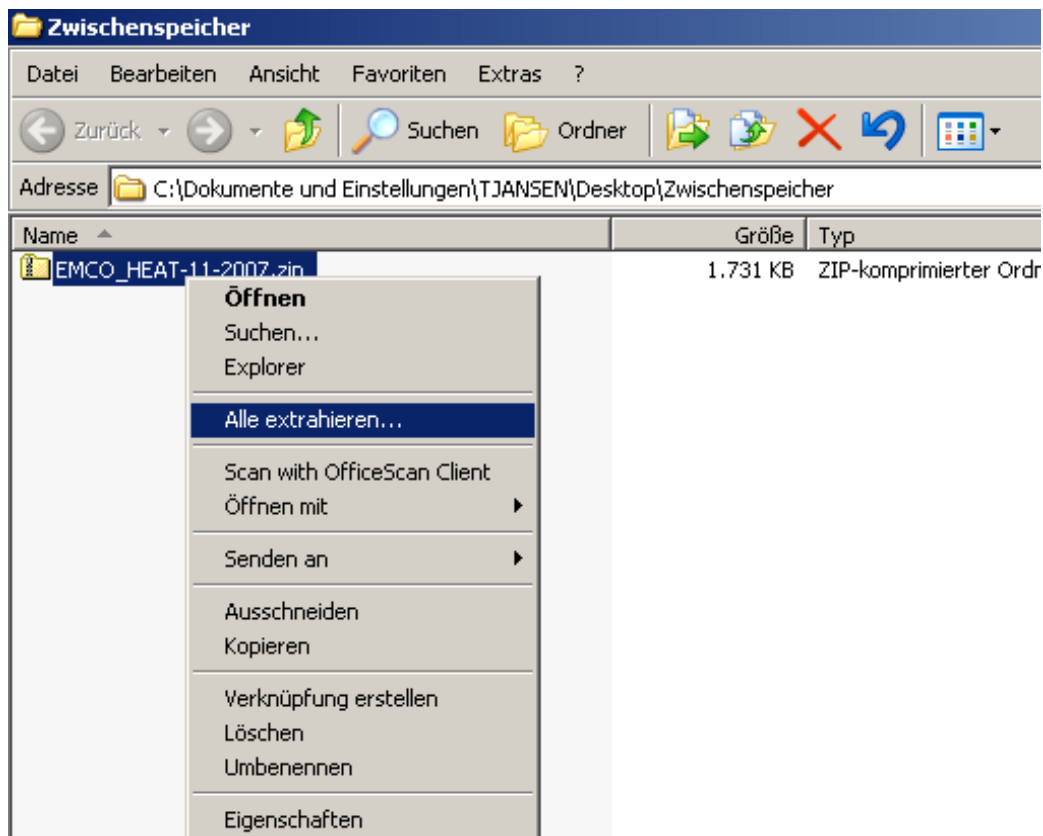 Zwischenspeicher
Datei Bearbeiten Ansicht Favoriten Extras ?
Zurück Suchen Ordner
Adresse C:\Dokumente und Einstellungen\TJANSEN\Desktop\Zwischenspeicher
Name Größe Typ
EMCO_HEAT-11-2007.zip 1.731 KB ZIP-komprimierter Ordn
Öffnen
Suchen...
Explorer
Alle extrahieren...
Scan with OfficeScan Client
Öffnen mit
Senden an
Ausschneiden
Kopieren
Verknüpfung erstellen
Löschen
Umbenennen
Eigenschaften